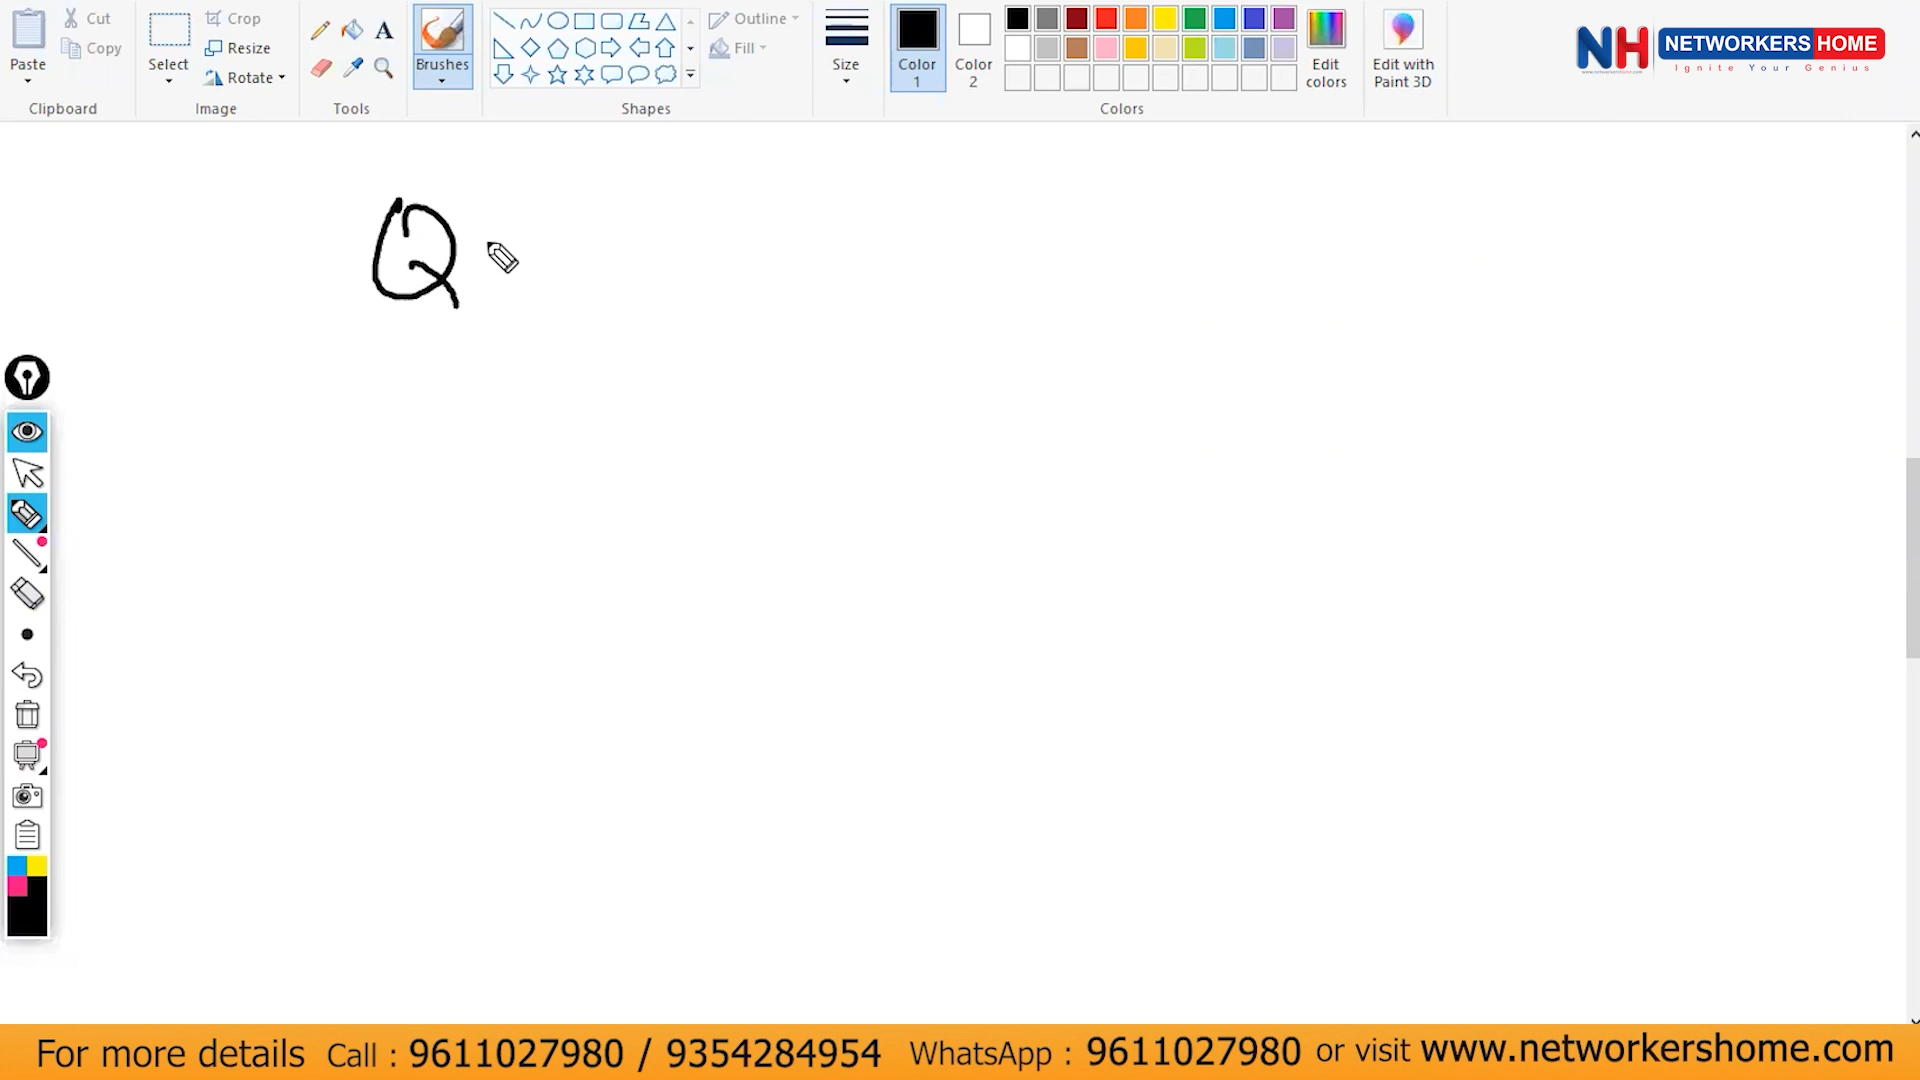 Paste
Cut
Copy
Clipboard
Select
Crop
Resize
Rotate
Image
A
Tools
Brushes
Shapes
Outline
Fill
Size
Color
1
Color
2
Colors
Edit
colors
Edit with
Paint 3D
NH NETWORKERS HOME
Ignite Your Genius
Q
For more details Call : 9611027980 / 9354284954 WhatsApp : 9611027980 or visit www.networkershome.com